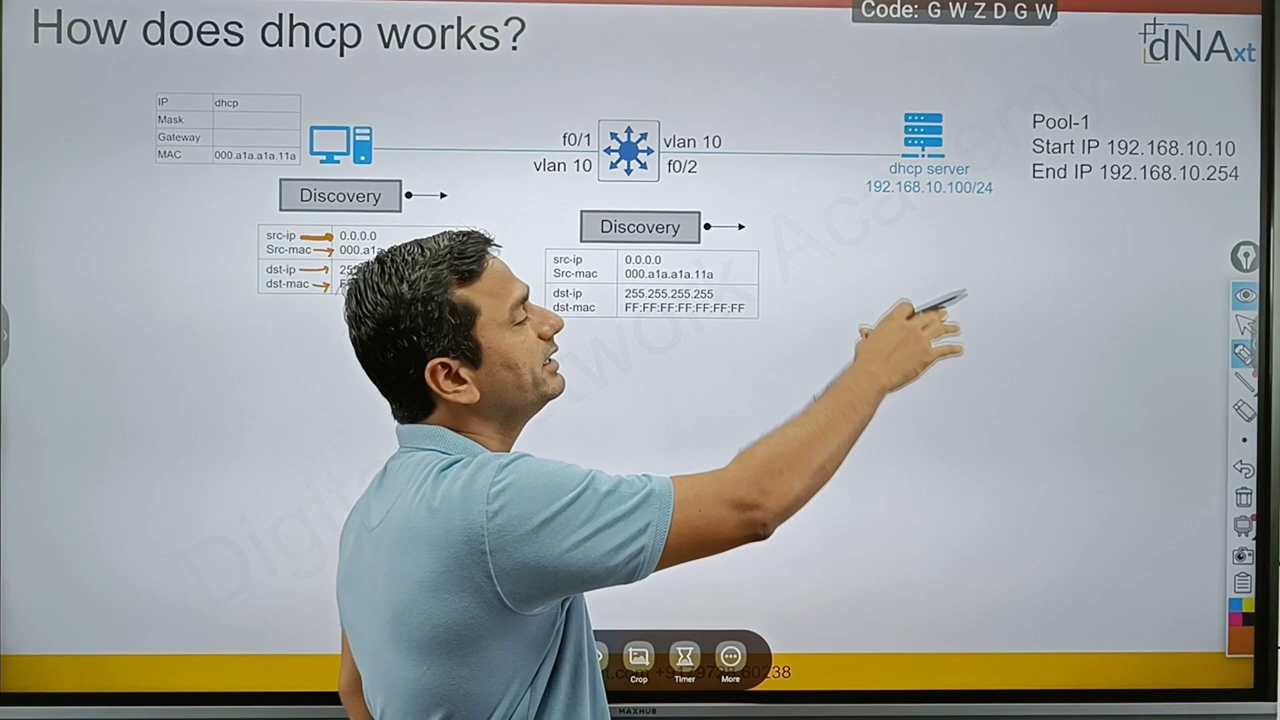 How does dhcp works?
Code: G W Z D G W
dNAxt
IP dhcp
Mask
Gateway
MAC 000.a1a.a1a.11a
f0/1
vlan 10
vlan 10
f0/2
dhcp server
192.168.10.100/24
Pool-1
Start IP 192.168.10.10
End IP 192.168.10.254
Discovery
src-ip 0.0.0.0
Src-mac 000.a1a
dst-ip
dst-mac
Discovery
src-ip 0.0.0.0
Src-mac 000.a1a.a1a.11a
dst-ip 255.255.255.255
dst-mac FF:FF:FF:FF:FF:FF:FF
Crop
Timer
More
MAXHUB